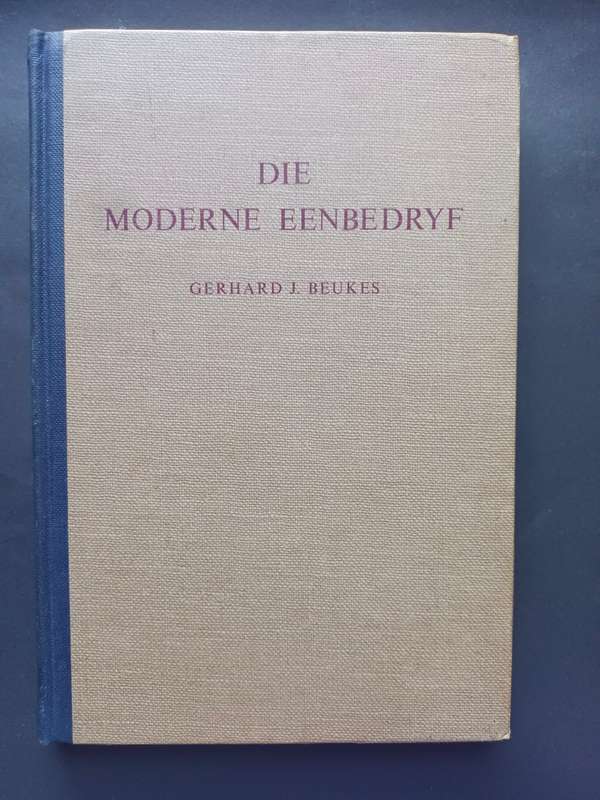 DIE
MODERNE EENBEDRYF
GERHARD J. BEUKES